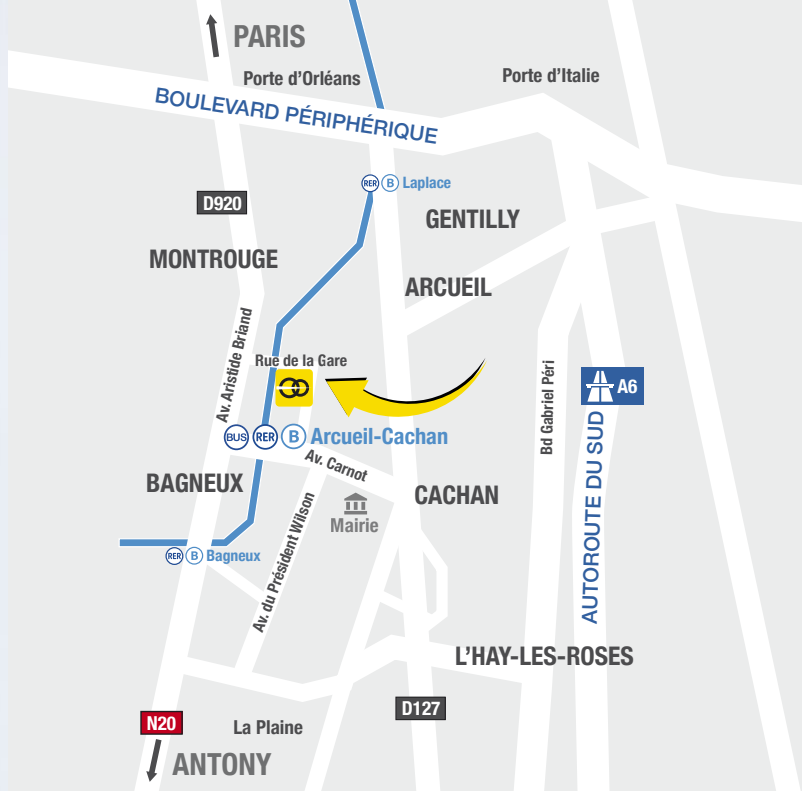 PARIS
Porte d'Orléans
Porte d'Italie
BOULEVARD PÉRIPHÉRIQUE
RER B Laplace
D920
GENTILLY
MONTROUGE
ARCUEIL
Av. Aristide Briand
Rue de la Gare
Bd Gabriel Péri
A6
BUS RER B Arcueil-Cachan
AUTOROUTE DU SUD
Av. Carnot
BAGNEUX
CACHAN
Mairie
Av. du Président Wilson
RER B Bagneux
L'HAY-LES-ROSES
D127
N20
La Plaine
ANTONY